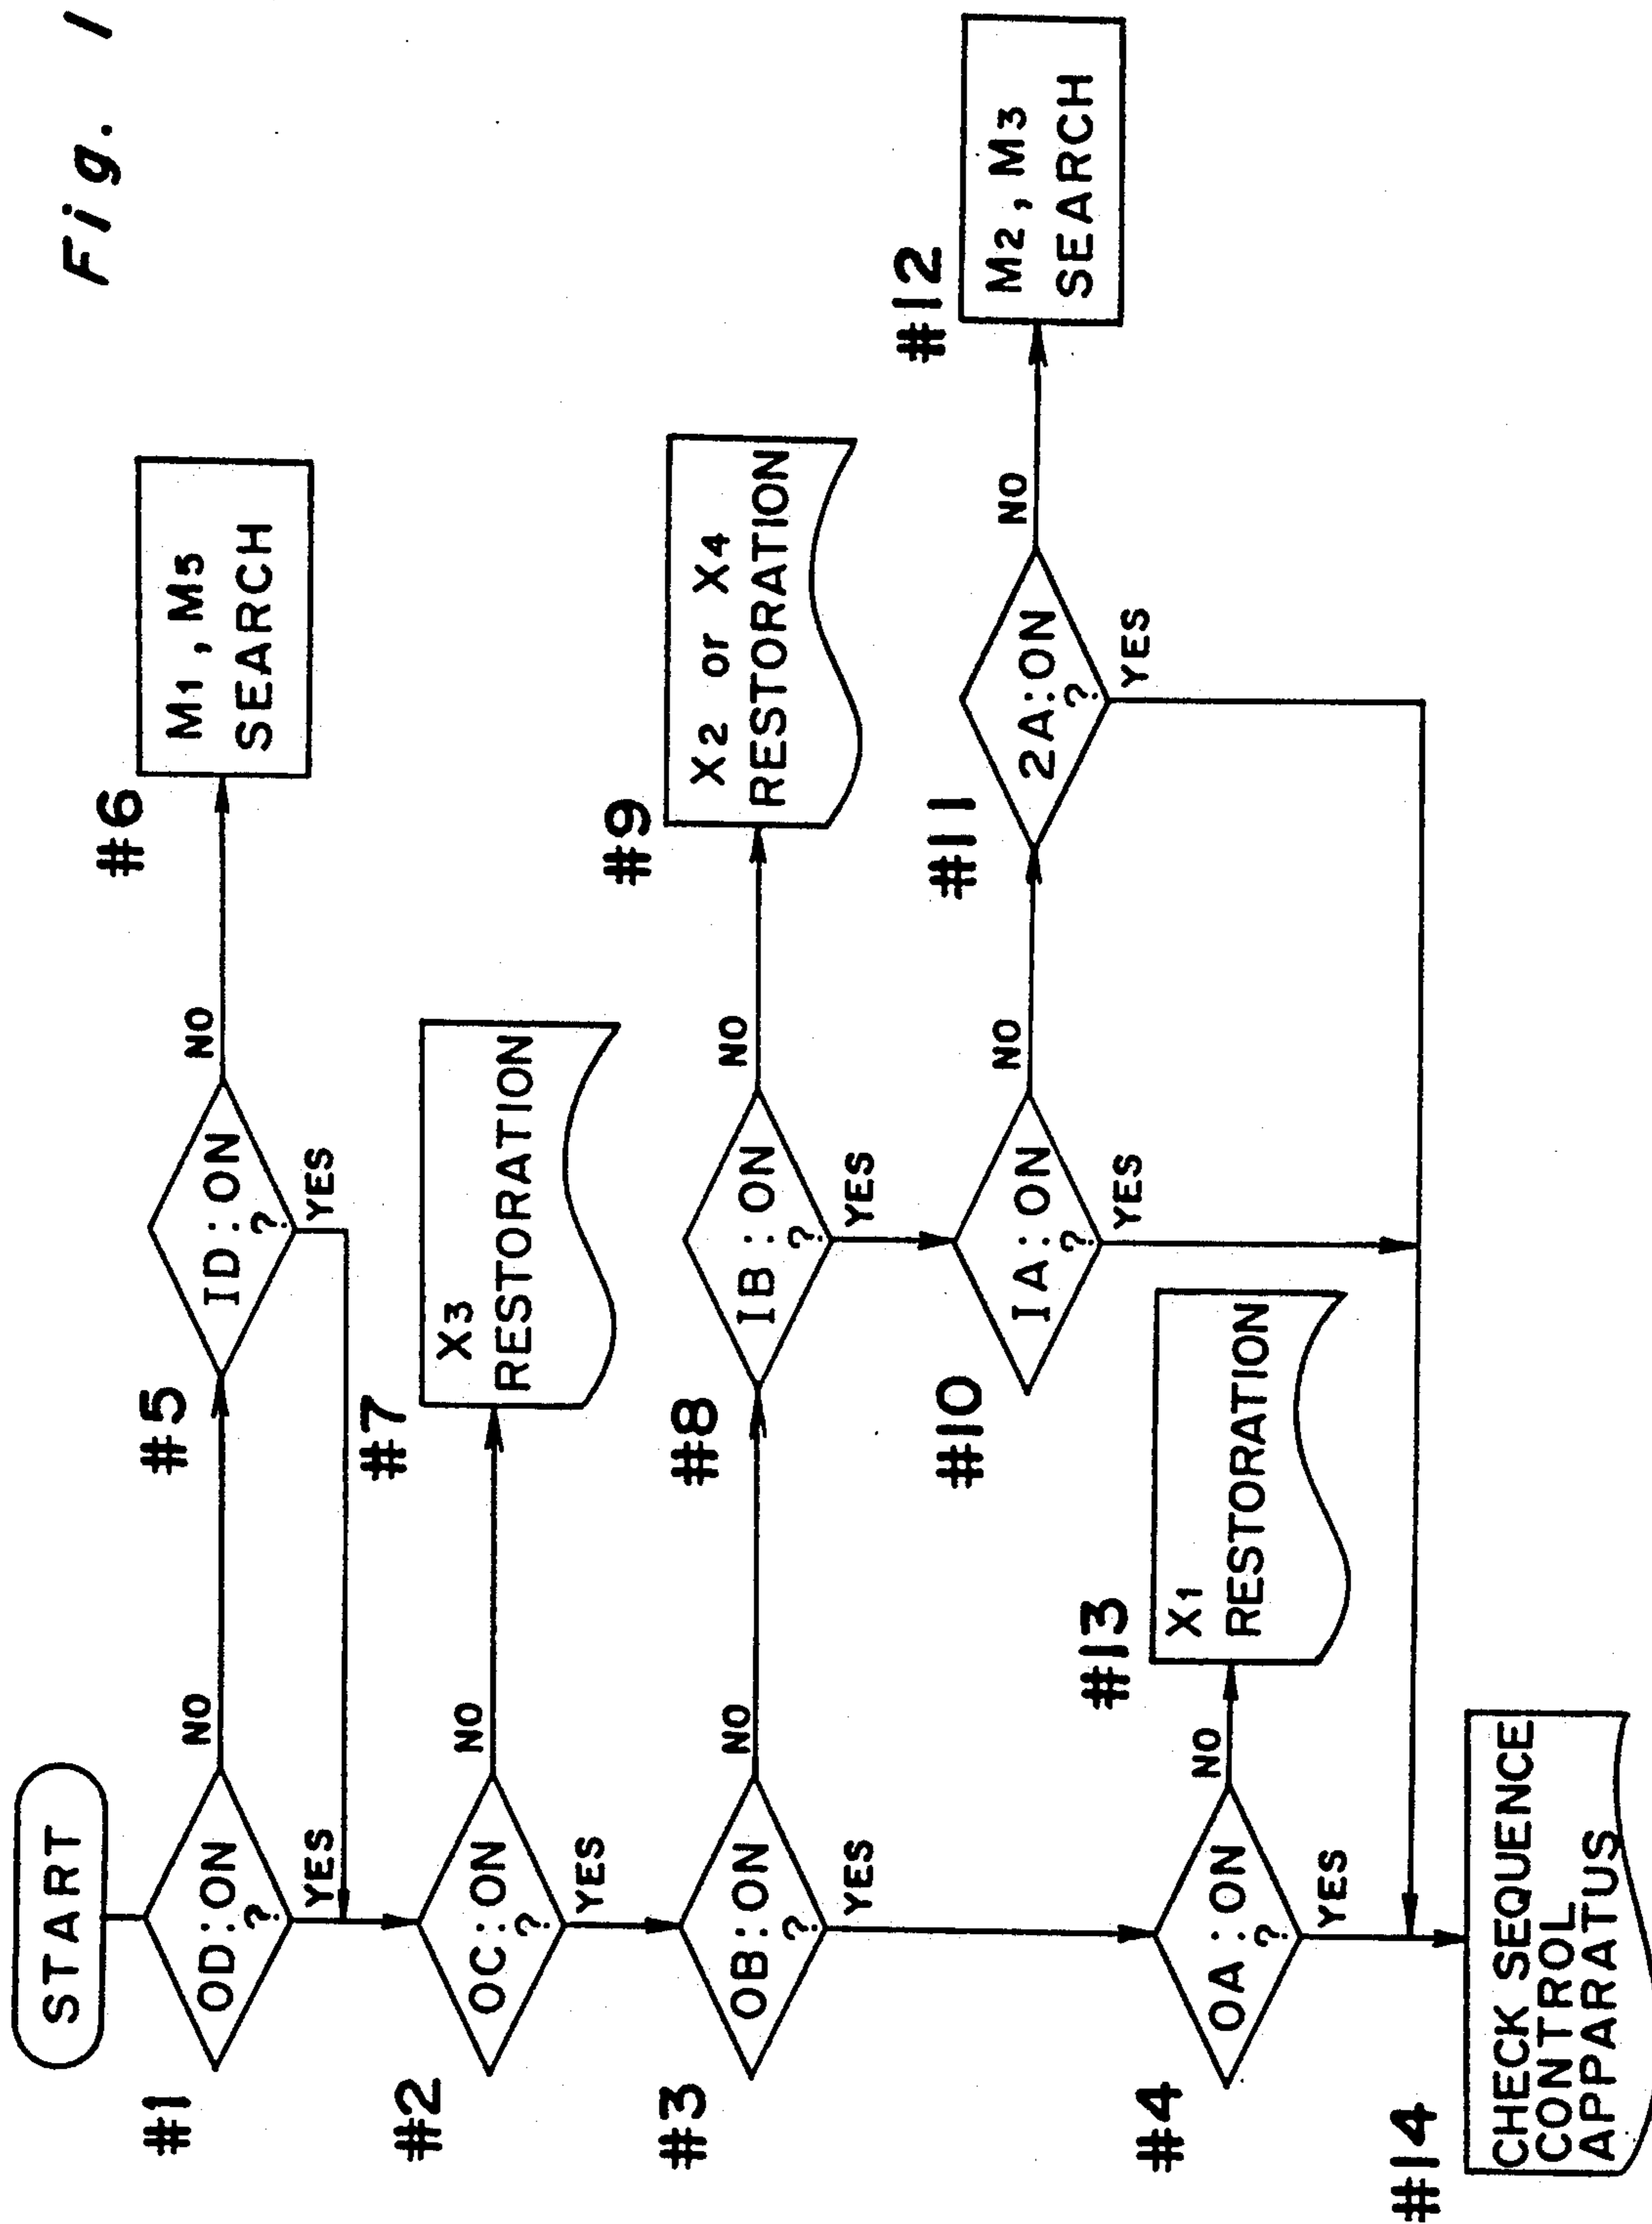 Fig. 1
START
#1
OD:ON
?
NO
YES
#5
ID:ON
?
NO
YES
#6
M1, M5
SEARCH
#2
OC:ON
?
NO
YES
#7
X3
RESTORATION
#3
OB:ON
?
NO
YES
#8
IB:ON
?
NO
YES
#9
X2 or X4
RESTORATION
#10
IA:ON
?
NO
YES
#11
2A:ON
?
NO
YES
#12
M2, M3
SEARCH
#4
OA:ON
?
NO
YES
#13
X1
RESTORATION
#14
CHECK SEQUENCE
CONTROL
APPARATUS